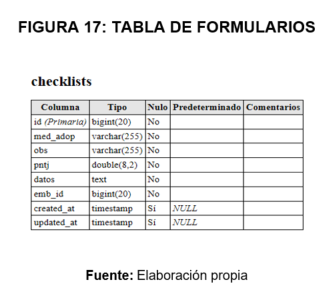 FIGURA 17: TABLA DE FORMULARIOS
checklists
Columna Tipo Nulo Predeterminado Comentarios
id (Primaria) bigint(20) No
med_adop varchar(255) No
obs varchar(255) No
pntj double(8,2) No
datos text No
emb_id bigint(20) No
created_at timestamp Sí NULL
updated_at timestamp Sí NULL
Fuente: Elaboración propia